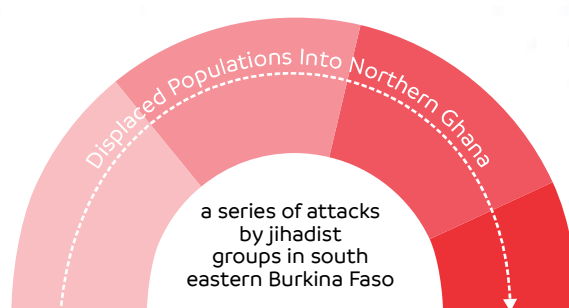 Displaced Populations Into Northern Ghana
a series of attacks
by jihadist
groups in south
eastern Burkina Faso